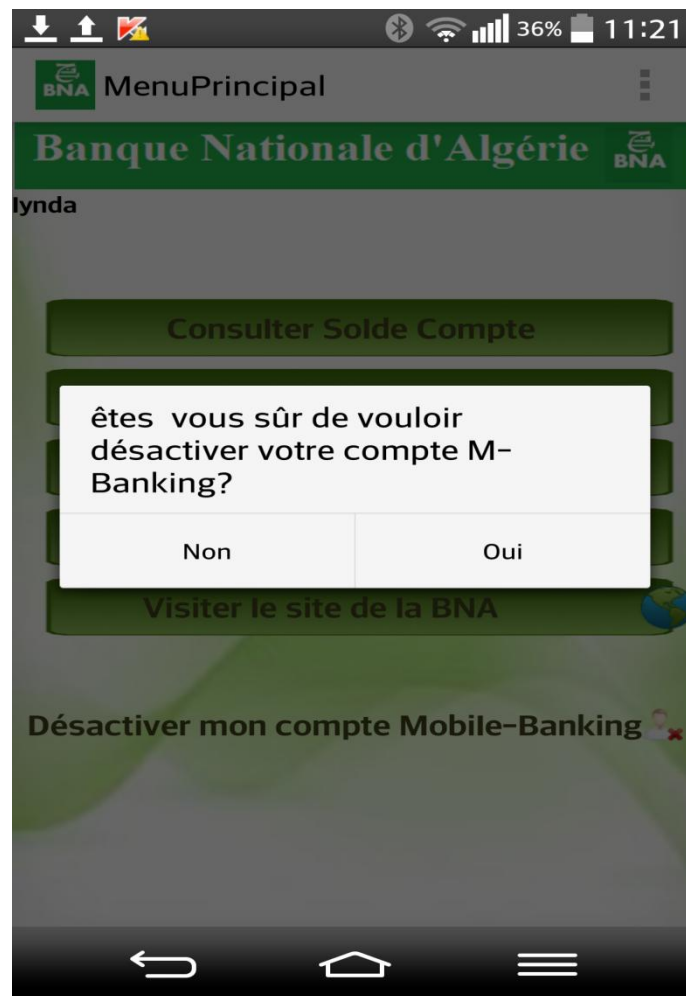 36% 11:21
BNA MenuPrincipal
Banque Nationale d'Algérie BNA
lynda
Consulter Solde Compte
êtes vous sûr de vouloir
désactiver votre compte M-
Banking?
Non Oui
Visiter le site de la BNA
Désactiver mon compte Mobile-Banking